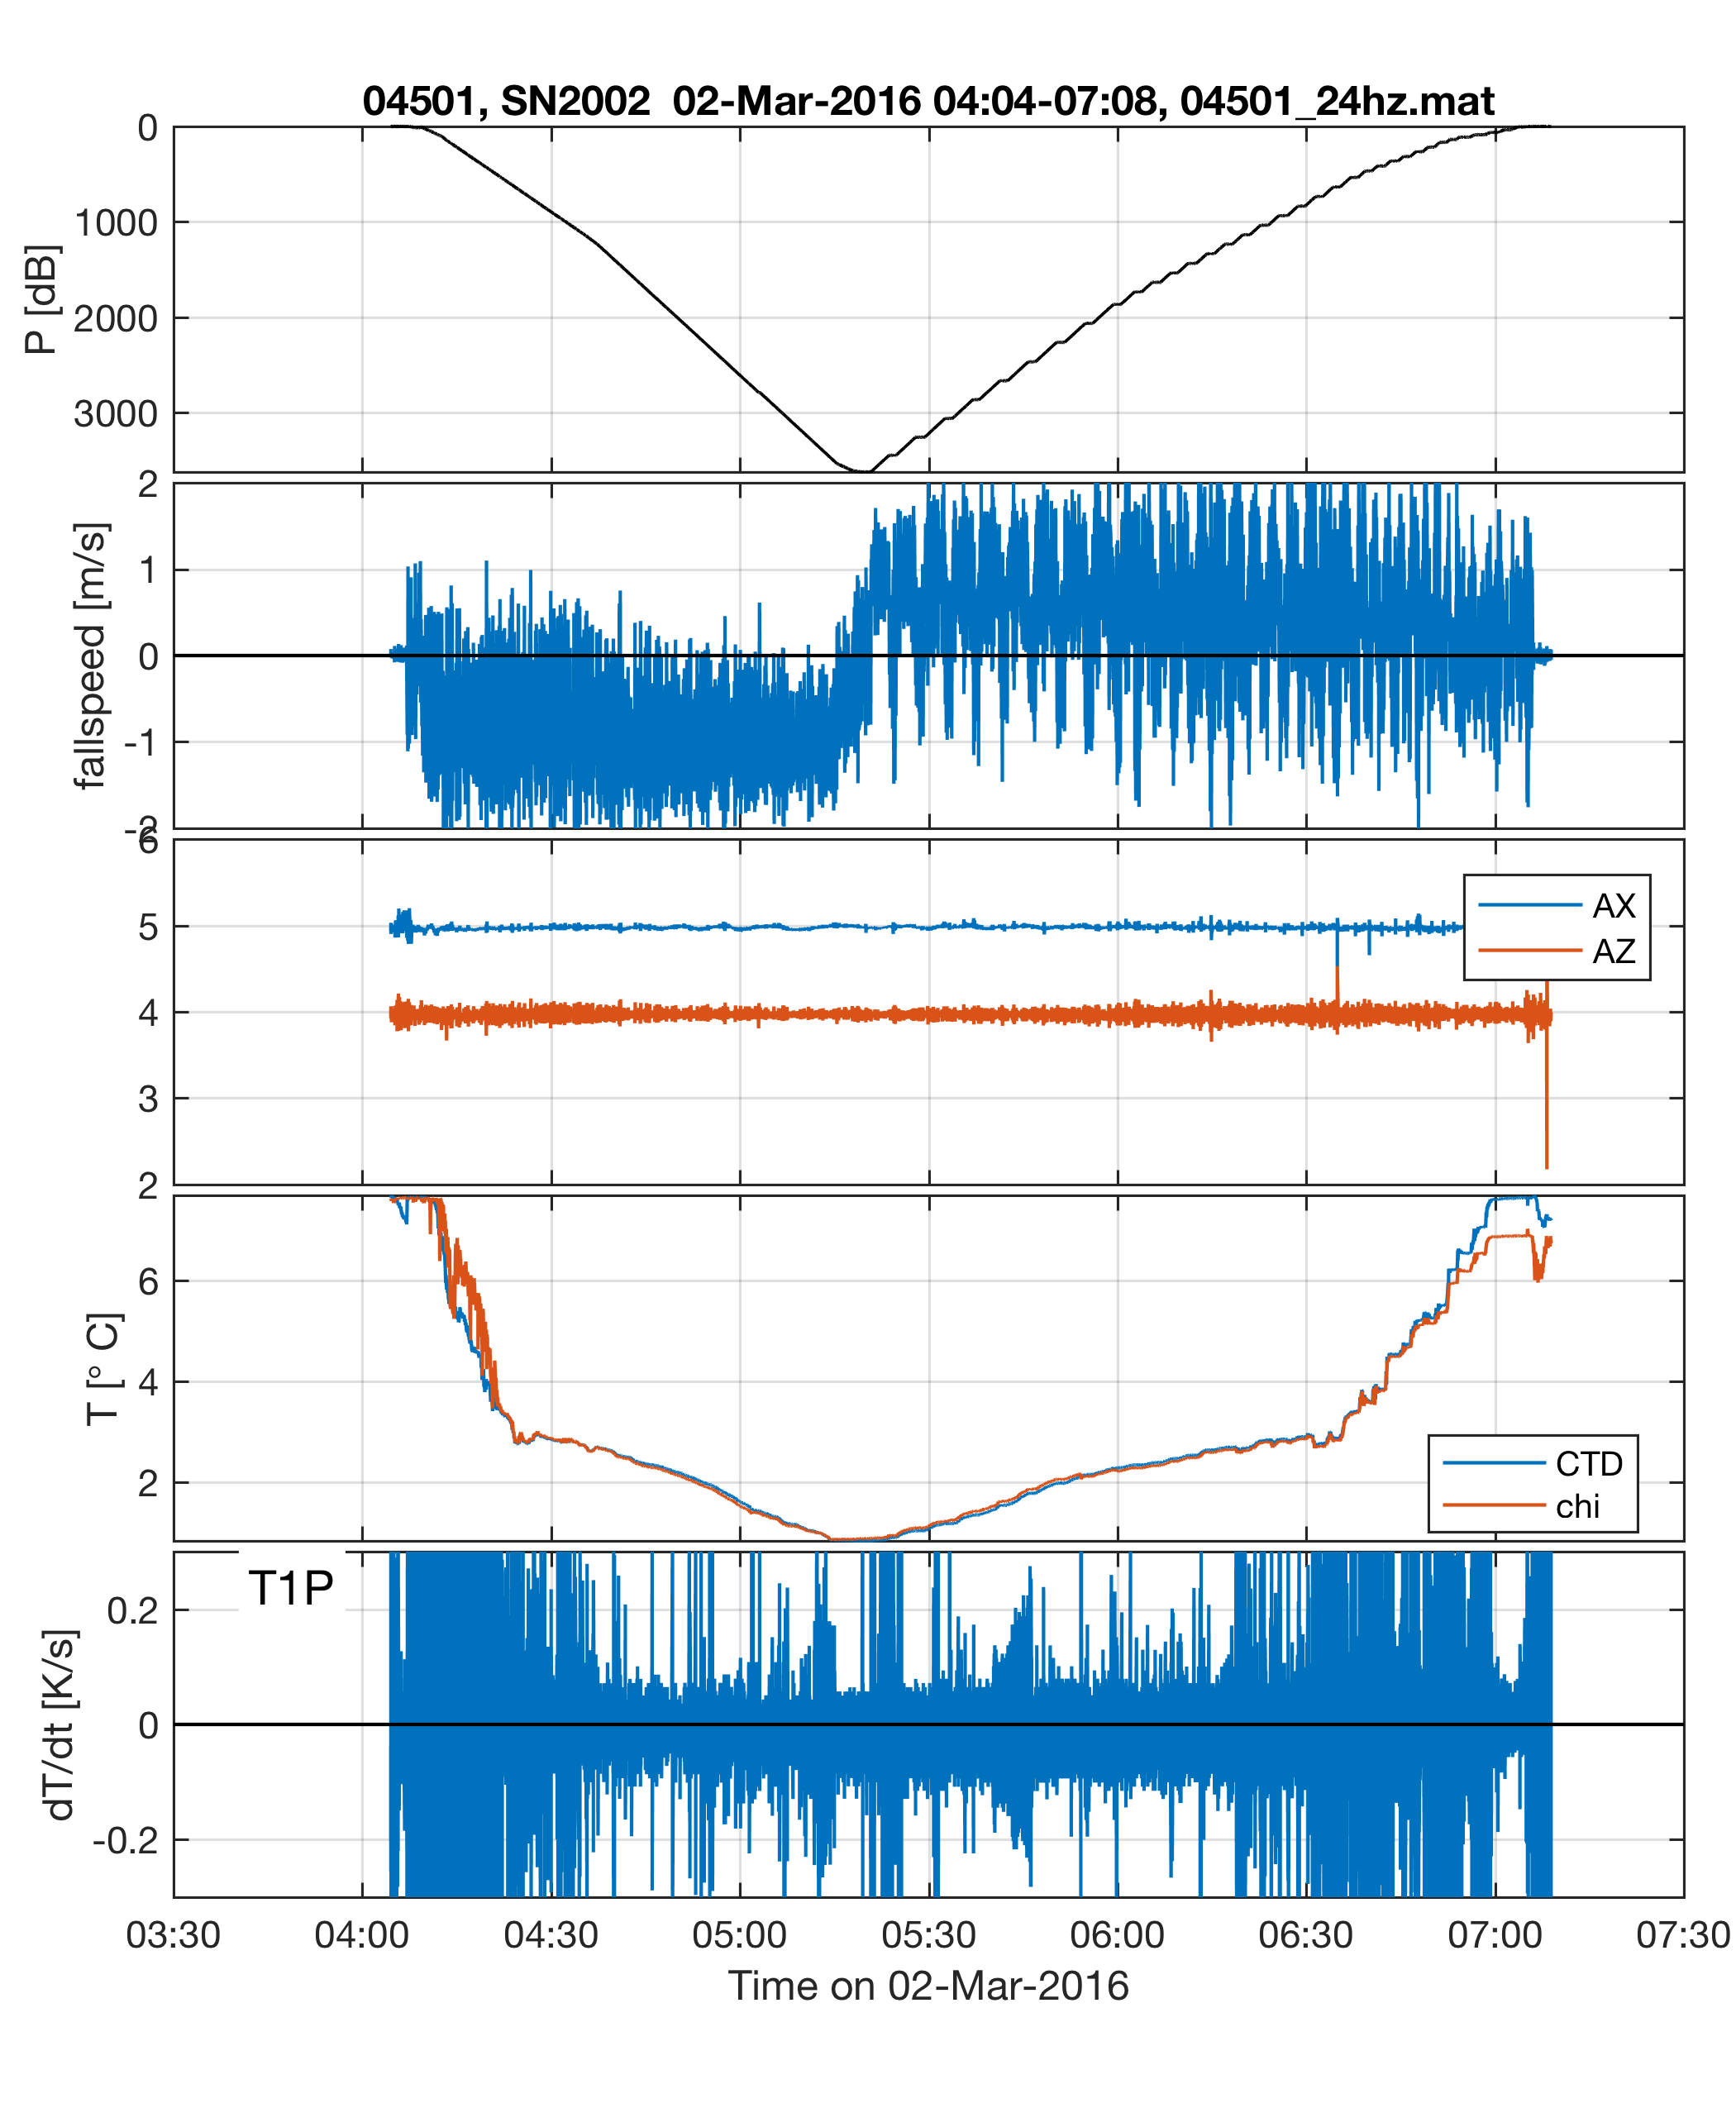 04501, SN2002  02-Mar-2016 04:04-07:08, 04501_24hz.mat
0
1000
2000
3000
P [dB]
2
1
0
-1
-2
fallspeed [m/s]
6
5
4
3
2
AX
AZ
6
4
2
T [° C]
CTD
chi
T1P
0.2
0
-0.2
dT/dt [K/s]
03:30 04:00 04:30 05:00 05:30 06:00 06:30 07:00 07:30
Time on 02-Mar-2016